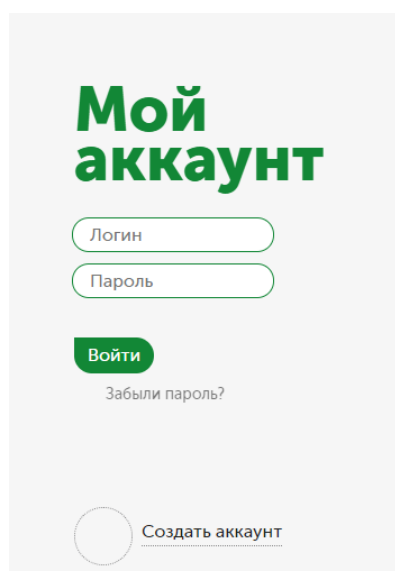 Мой
аккаунт
Логин
Пароль
Войти
Забыли пароль?
Создать аккаунт